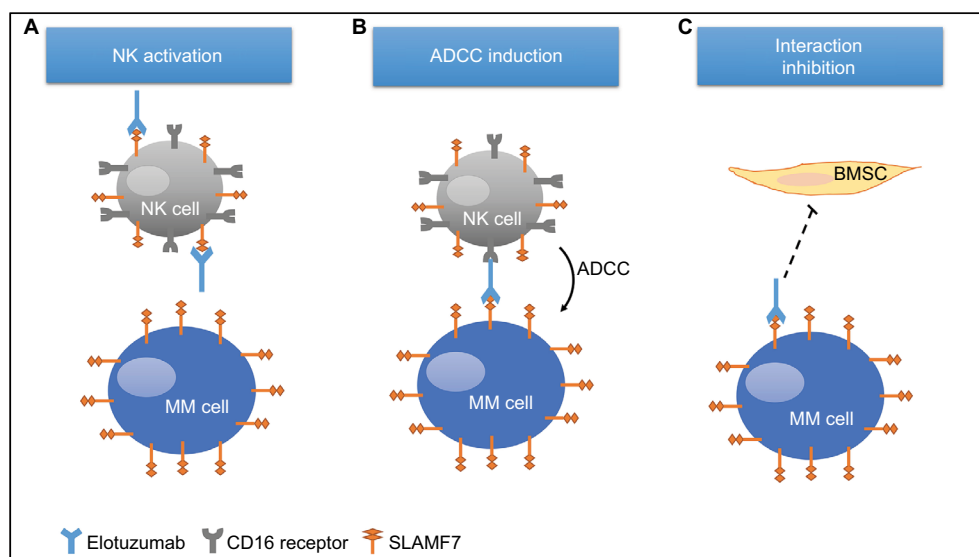 A
NK activation
NK cell
MM cell
B
ADCC induction
NK cell
ADCC
MM cell
C
Interaction
inhibition
BMSC
MM cell
Elotuzumab
CD16 receptor
SLAMF7